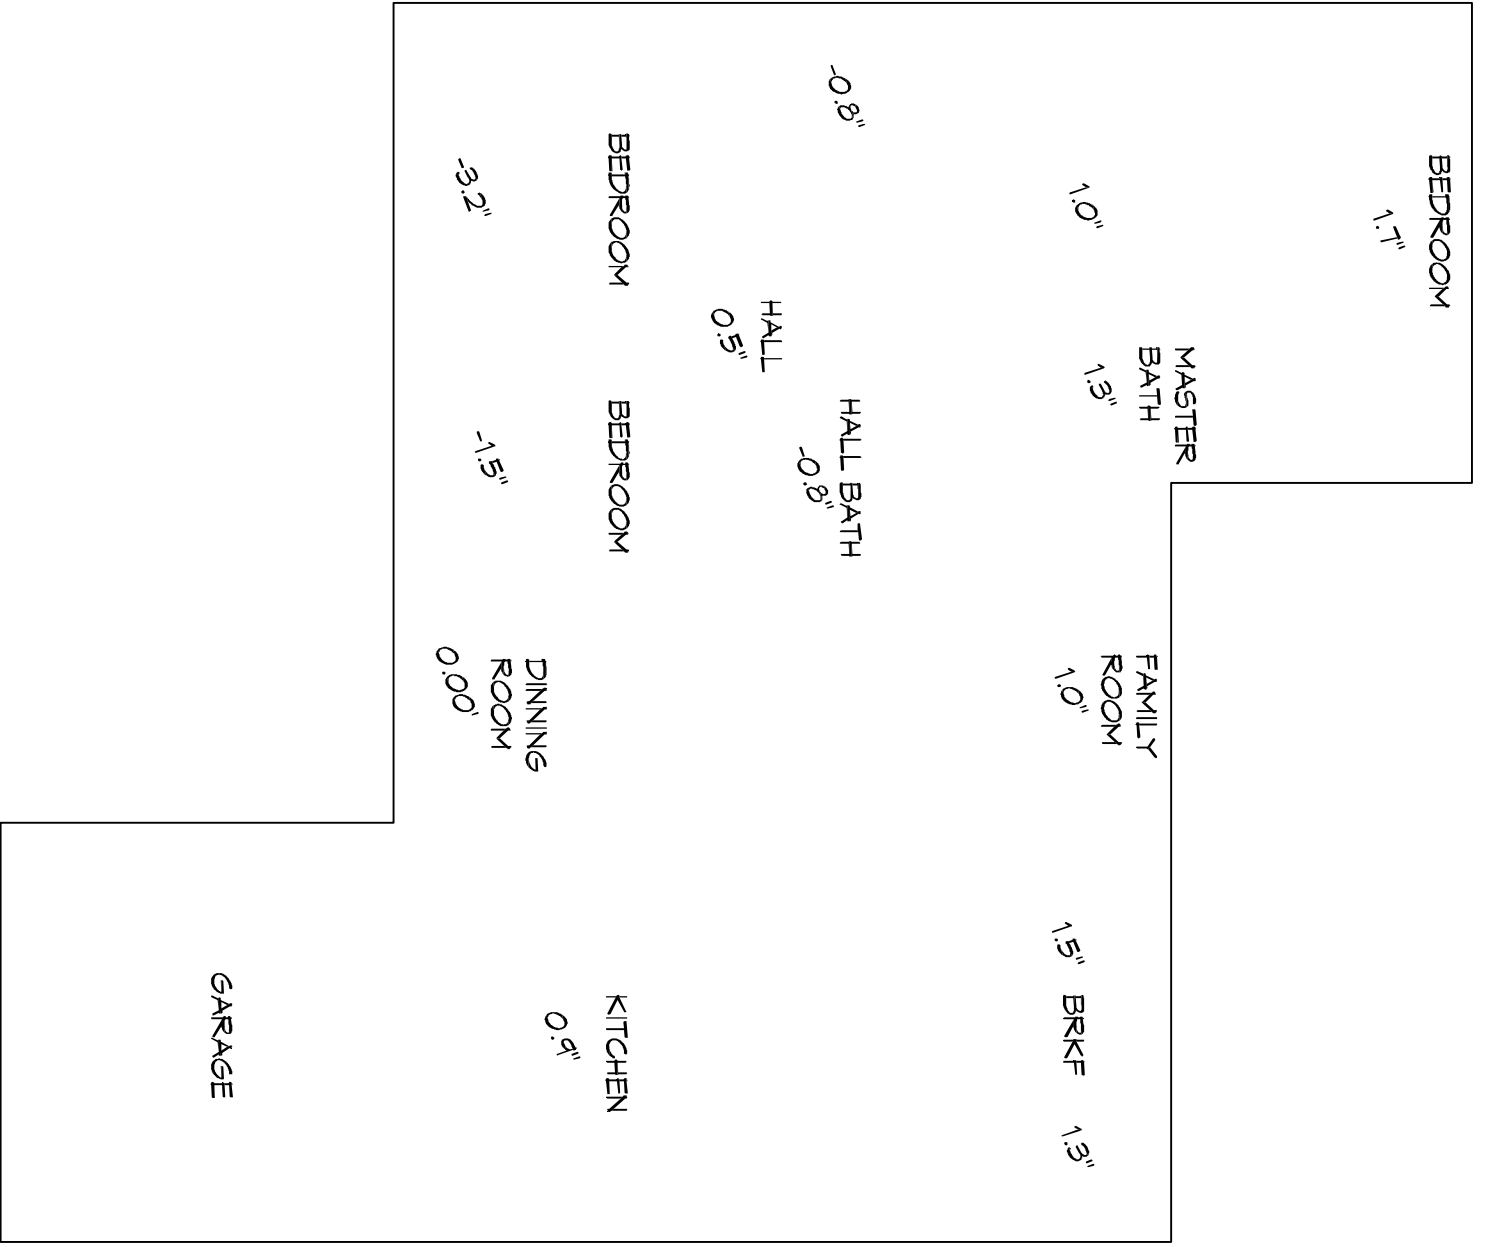 BEDROOM
1.7"
MASTER
BATH
1.3"
1.0"
FAMILY
ROOM
1.0"
1.5"
BRKF
1.3"
-0.8"
HALL BATH
-0.8"
HALL
0.5"
BEDROOM
-3.2"
BEDROOM
-1.5"
DINNING
ROOM
0.00'
KITCHEN
0.9"
GARAGE